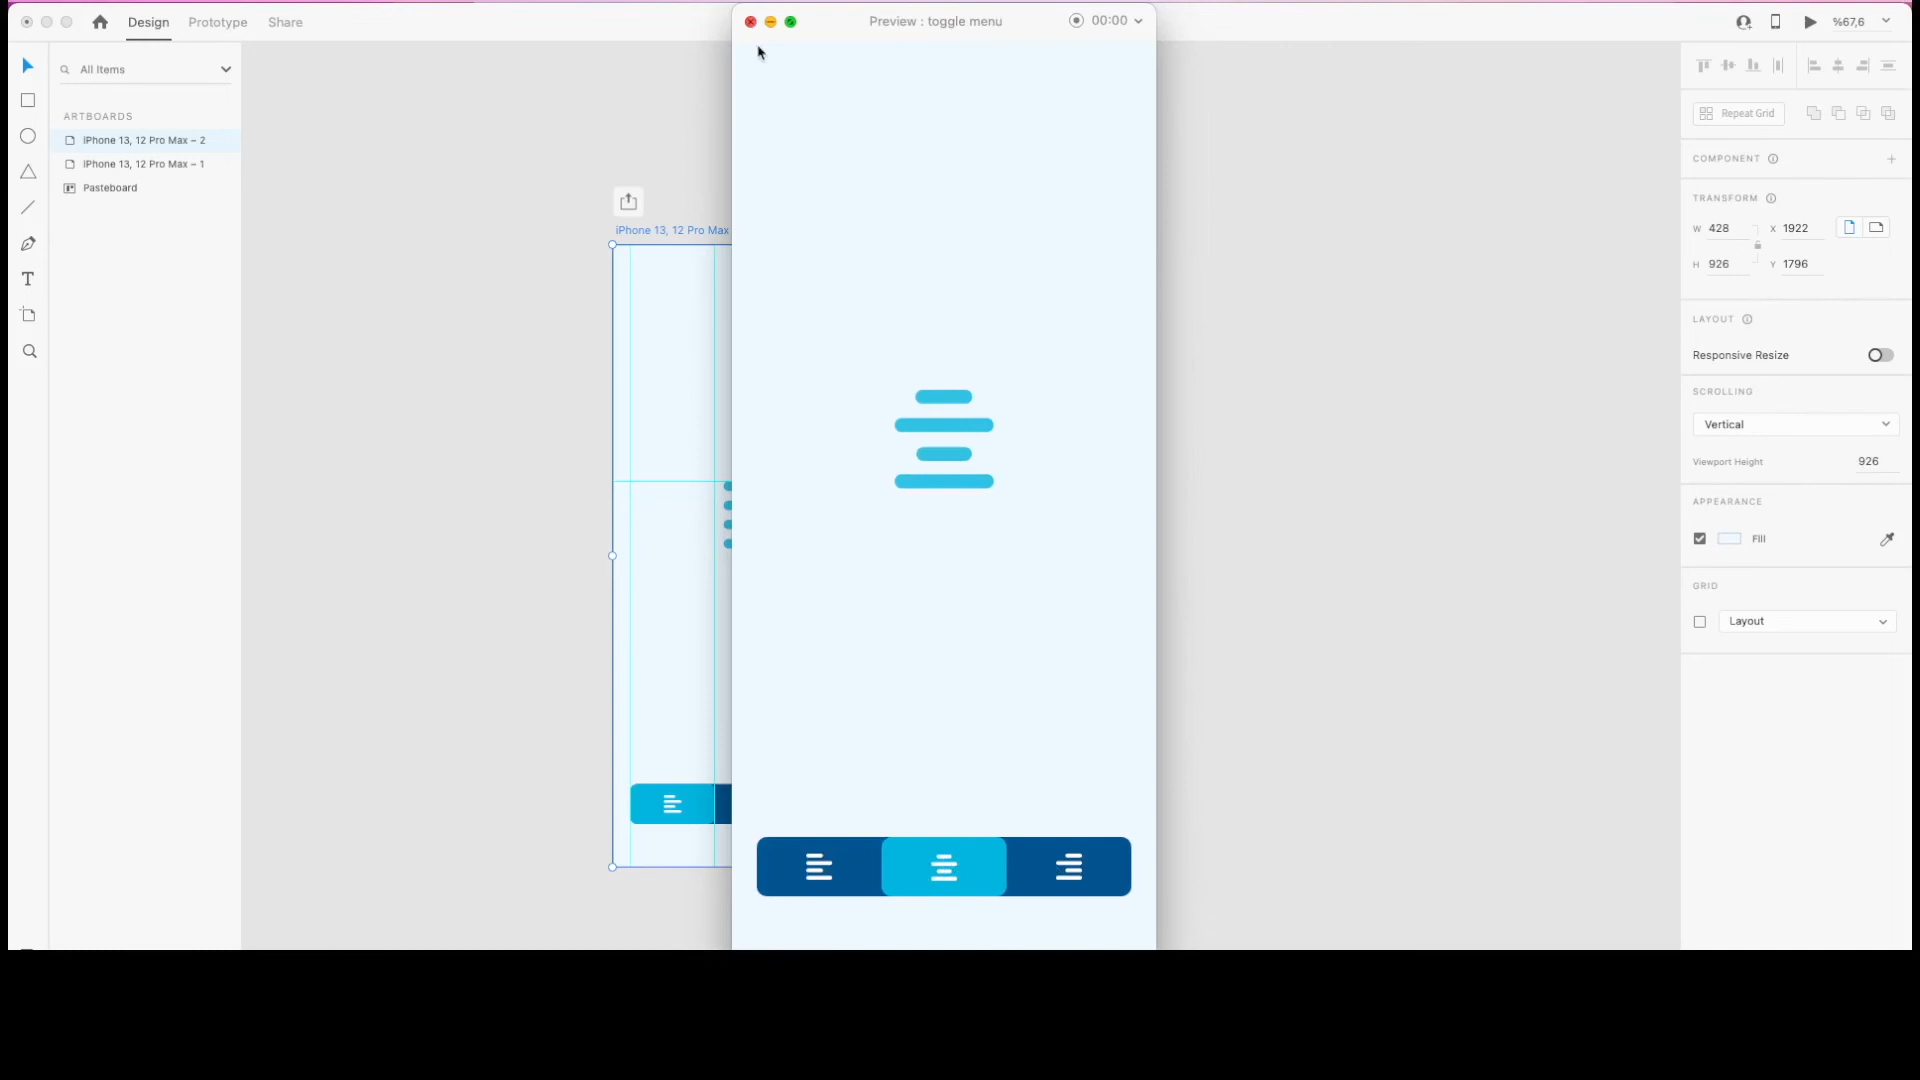 Design
Prototype
Share
Preview : toggle menu
00:00
%67,6
All Items
ARTBOARDS
iPhone 13, 12 Pro Max – 2
iPhone 13, 12 Pro Max – 1
Pasteboard
iPhone 13, 12 Pro Max
Repeat Grid
COMPONENT
TRANSFORM
W 428 X 1922
H 926 Y 1796
LAYOUT
Responsive Resize
SCROLLING
Vertical
Viewport Height 926
APPEARANCE
Fill
GRID
Layout